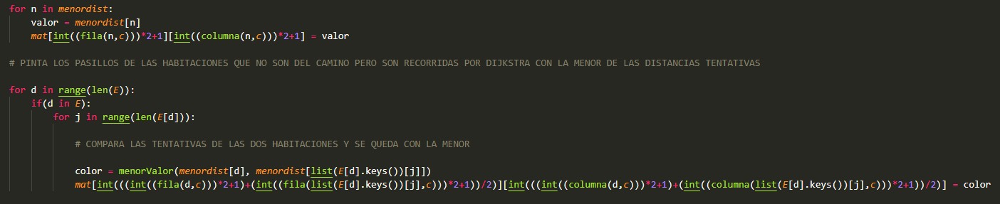 for n in menordist:
valor = menordist[n]
mat[int((fila(n,c)))*2+1][int((columna(n,c)))*2+1] = valor
# PINTA LOS PASILLOS DE LAS HABITACIONES QUE NO SON DEL CAMINO PERO SON RECORRIDAS POR DIJKSTRA CON LA MENOR DE LAS DISTANCIAS TENTATIVAS
for d in range(len(E)):
if(d in E):
for j in range(len(E[d])):
# COMPARA LAS TENTATIVAS DE LAS DOS HABITACIONES Y SE QUEDA CON LA MENOR
color = menorValor(menordist[d], menordist[list(E[d].keys())[j]])
mat[int(((int((fila(d,c)))*2+1)+(int((fila(list(E[d].keys())[j],c)))*2+1))/2)][int(((int((columna(d,c)))*2+1)+(int((columna(list(E[d].keys())[j],c)))*2+1))/2)] = color